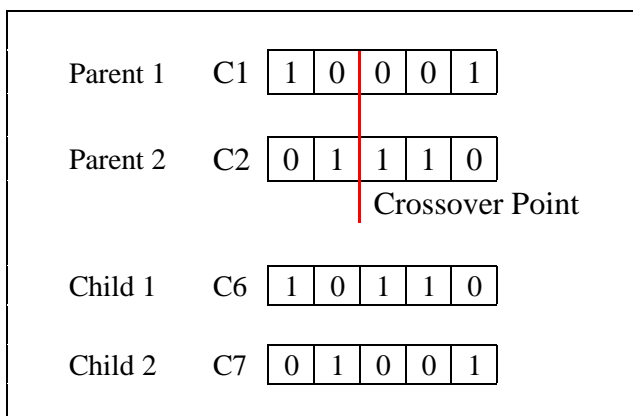 Parent 1 C1 1 0 0 0 1
Parent 2 C2 0 1 1 1 0
Crossover Point
Child 1 C6 1 0 1 1 0
Child 2 C7 0 1 0 0 1